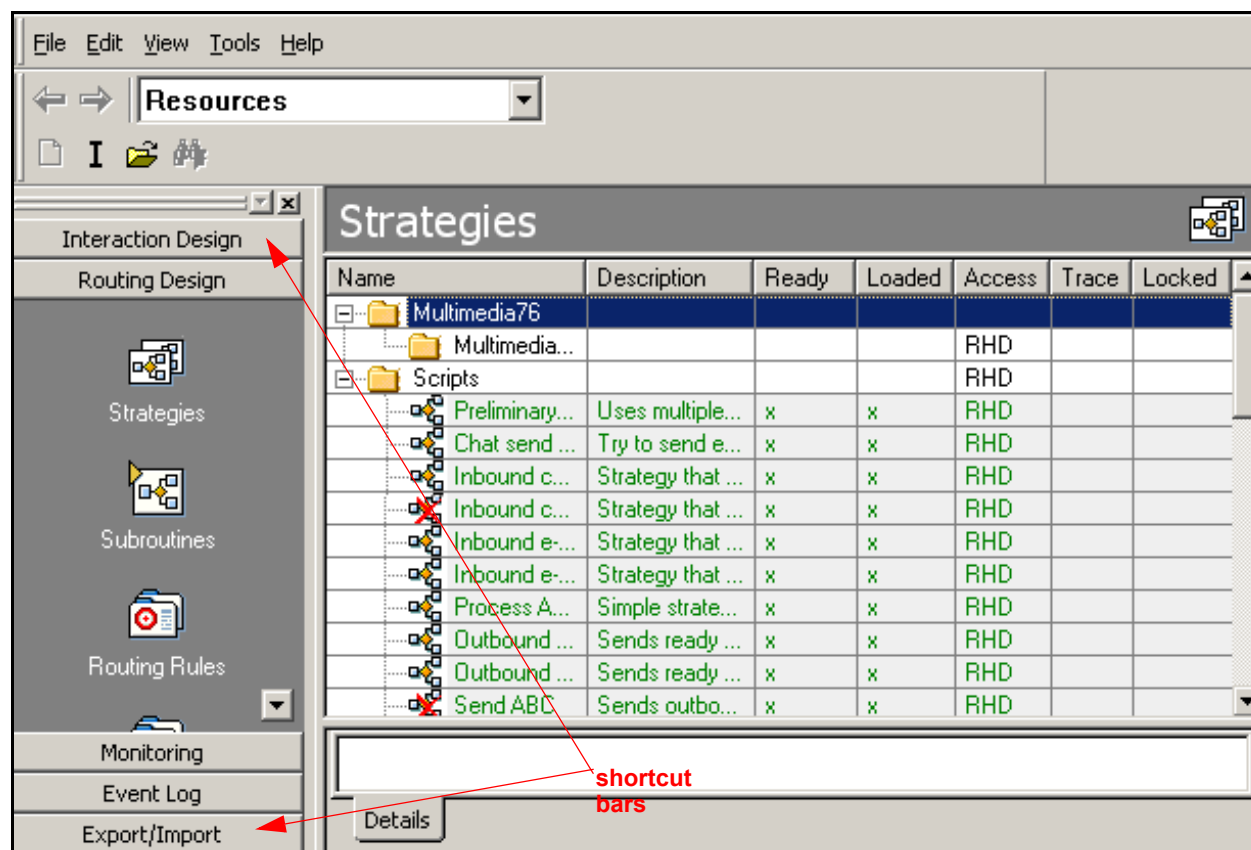 File Edit View Tools Help
Resources
I
Interaction Design
Routing Design
Strategies
Subroutines
Routing Rules
Monitoring
Event Log
Export/Import
Strategies
Name Description Ready Loaded Access Trace Locked
Multimedia76
Multimedia... RHD
Scripts RHD
Preliminary... Uses multiple... x x RHD
Chat send ... Try to send e... x x RHD
Inbound c... Strategy that ... x x RHD
Inbound c... Strategy that ... x x RHD
Inbound e-... Strategy that ... x x RHD
Inbound e-... Strategy that ... x x RHD
Process A... Simple strate... x x RHD
Outbound ... Sends ready ... x x RHD
Outbound ... Sends ready ... x x RHD
Send ABC Sends outbo... x x RHD
shortcut
bars
Details